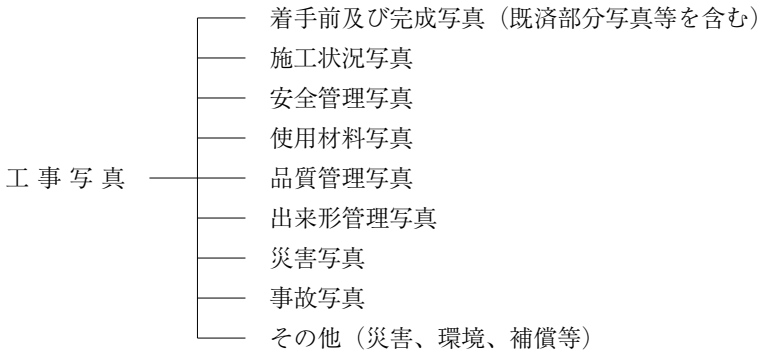 着手前及び完成写真（既済部分写真等を含む）
施工状況写真
安全管理写真
使用材料写真
工事写真
品質管理写真
出来形管理写真
災害写真
事故写真
その他（災害、環境、補償等）